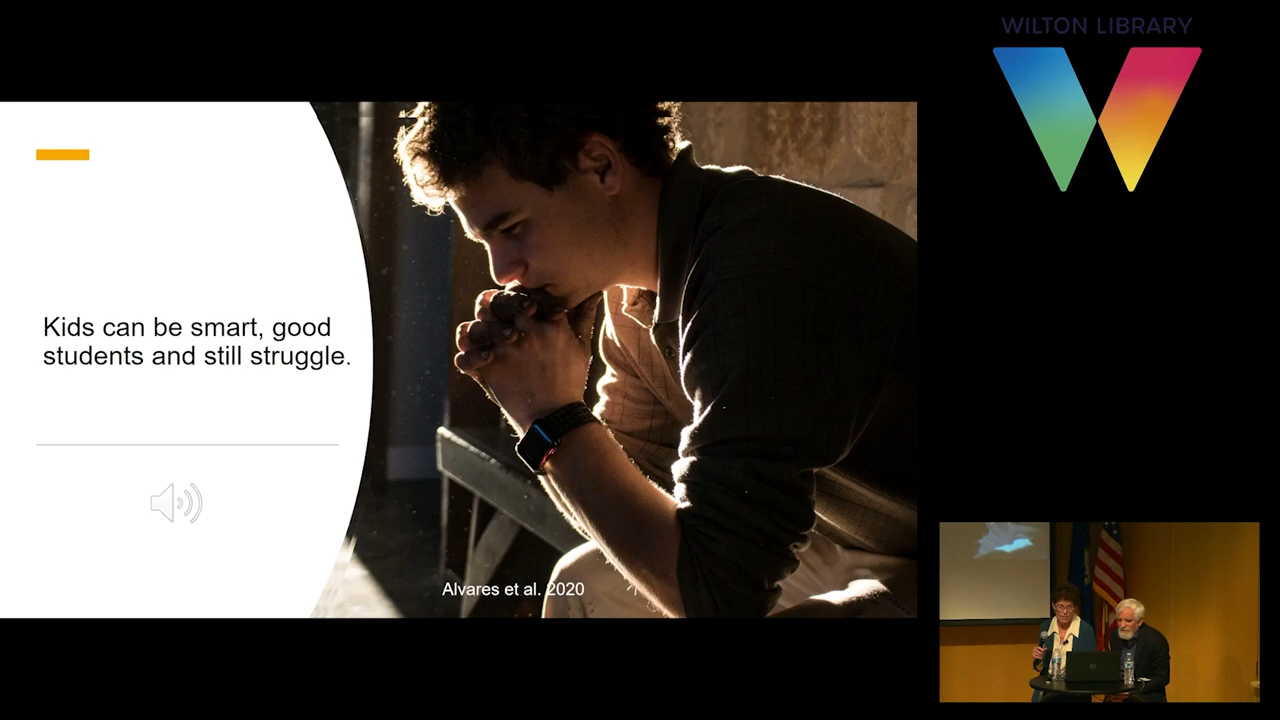 WILTON LIBRARY
Kids can be smart, good
students and still struggle.
Alvares et al. 2020